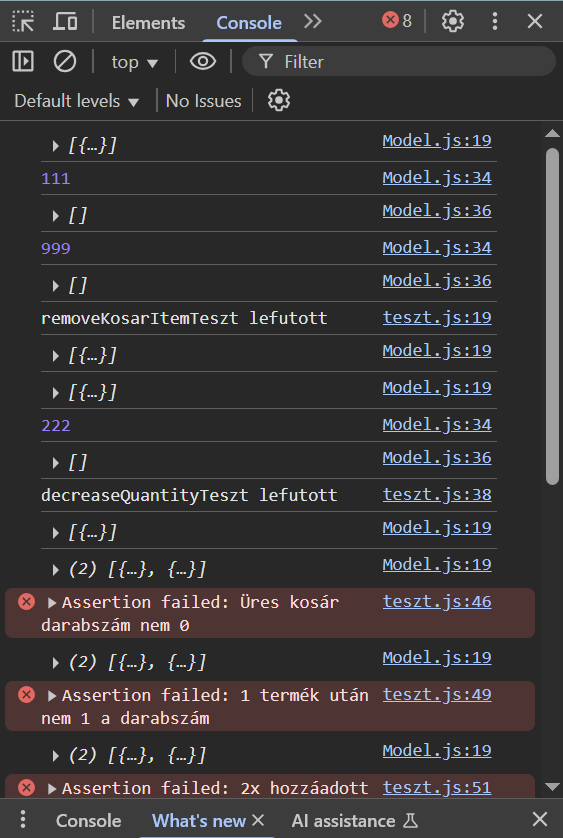 Elements Console 8
top Filter
Default levels No Issues
[{…}] Model.js:19
111 Model.js:34
[] Model.js:36
999 Model.js:34
[] Model.js:36
removeKosarItemTeszt lefutott teszt.js:19
[{…}] Model.js:19
[{…}] Model.js:19
222 Model.js:34
[] Model.js:36
decreaseQuantityTeszt lefutott teszt.js:38
[{…}] Model.js:19
(2) [{…}, {…}] Model.js:19
Assertion failed: Üres kosár teszt.js:46
darabszám nem 0
(2) [{…}, {…}] Model.js:19
Assertion failed: 1 termék után teszt.js:49
nem 1 a darabszám
(2) [{…}, {…}] Model.js:19
Assertion failed: 2x hozzáadott teszt.js:51
Console What's new AI assistance